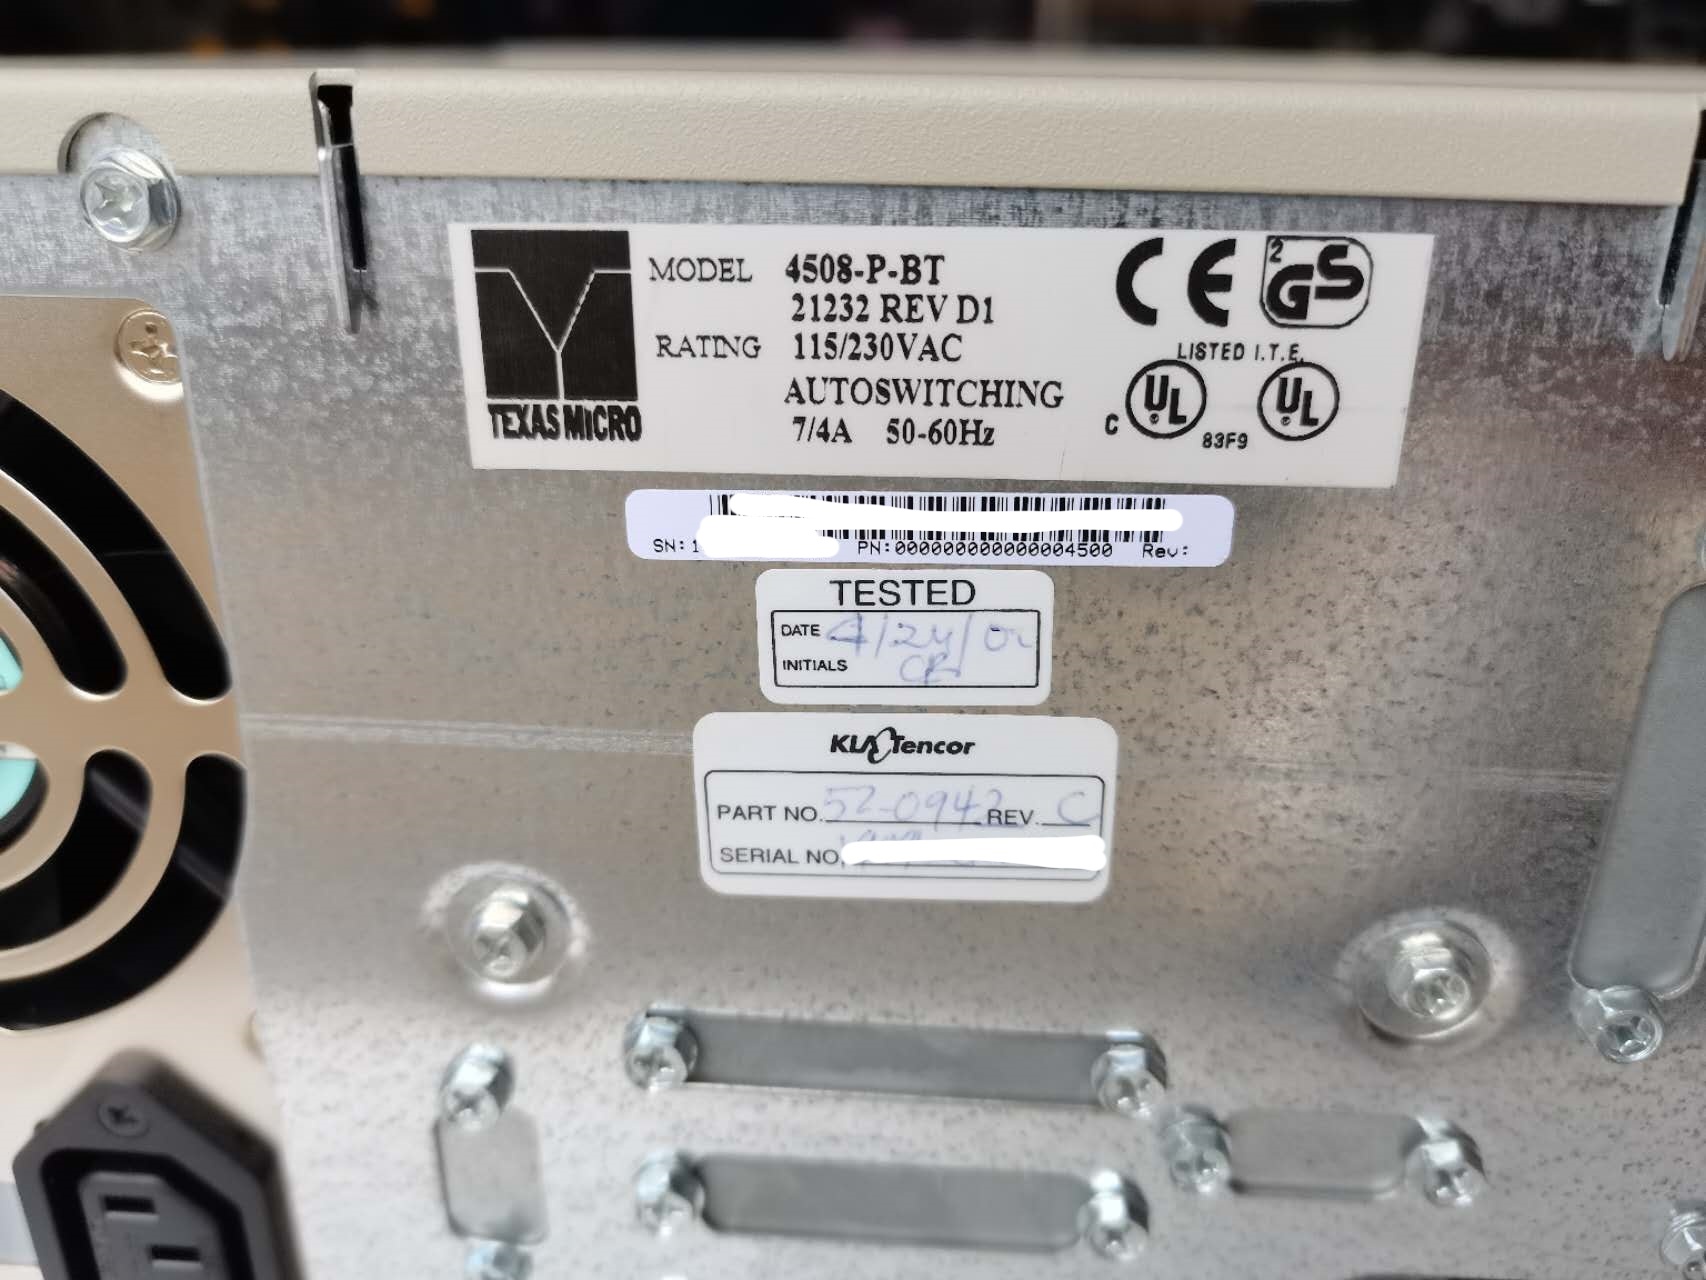 MODEL 4508-P-BT
21232 REV D1
RATING 115/230VAC
AUTOSWITCHING
7/4A 50-60Hz
TEXAS MICRO
CE
2 GS
LISTED I.T.E.
C UL 83F9 UL
SN:1 PN:000000000000004500 Rev:
TESTED
DATE 4/24/02
INITIALS CR
KLA Tencor
PART NO. 52-0942 REV. C
SERIAL NO.